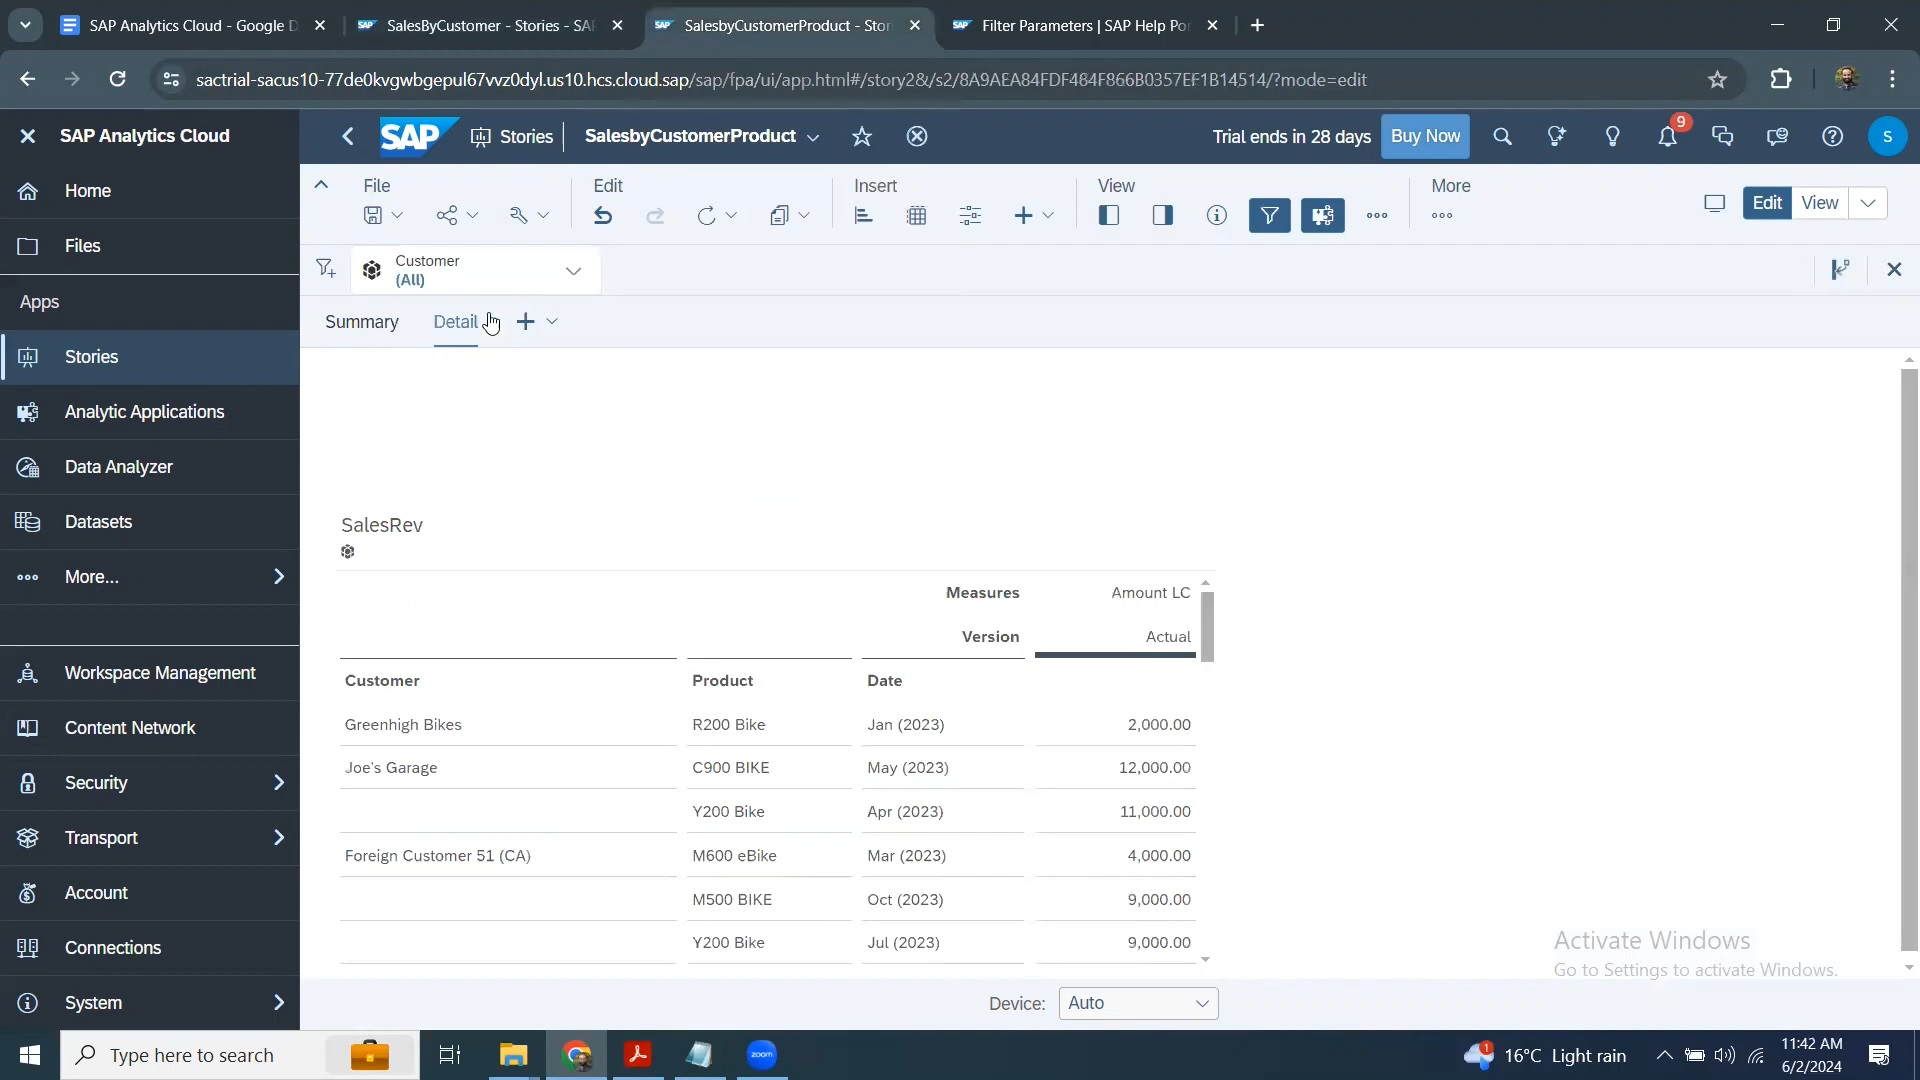 SAP Analytics Cloud - Google D
SalesByCustomer - Stories - SA
SalesbyCustomerProduct - Stor
Filter Parameters | SAP Help Po
sactrial-sacus10-77de0kvgwbgepul67vvz0dyl.us10.hcs.cloud.sap/sap/fpa/ui/app.html#/story2&/s2/8A9AEA84FDF484F866B0357EF1B14514/?mode=edit
SAP Analytics Cloud
SAP
Stories
SalesbyCustomerProduct
Trial ends in 28 days
Buy Now
9
S
Home
Files
Apps
Stories
Analytic Applications
Data Analyzer
Datasets
More...
Workspace Management
Content Network
Security
Transport
Account
Connections
System
File
Edit
Insert
View
More
Edit
View
Customer
(All)
Summary
Detail
SalesRev
Measures Amount LC
Version Actual
Customer Product Date
Greenhigh Bikes R200 Bike Jan (2023) 2,000.00
Joe's Garage C900 BIKE May (2023) 12,000.00
Y200 Bike Apr (2023) 11,000.00
Foreign Customer 51 (CA) M600 eBike Mar (2023) 4,000.00
M500 BIKE Oct (2023) 9,000.00
Y200 Bike Jul (2023) 9,000.00
Activate Windows
Go to Settings to activate Windows.
Device: Auto
Type here to search
zoom
1
16°C Light rain
11:42 AM
6/2/2024